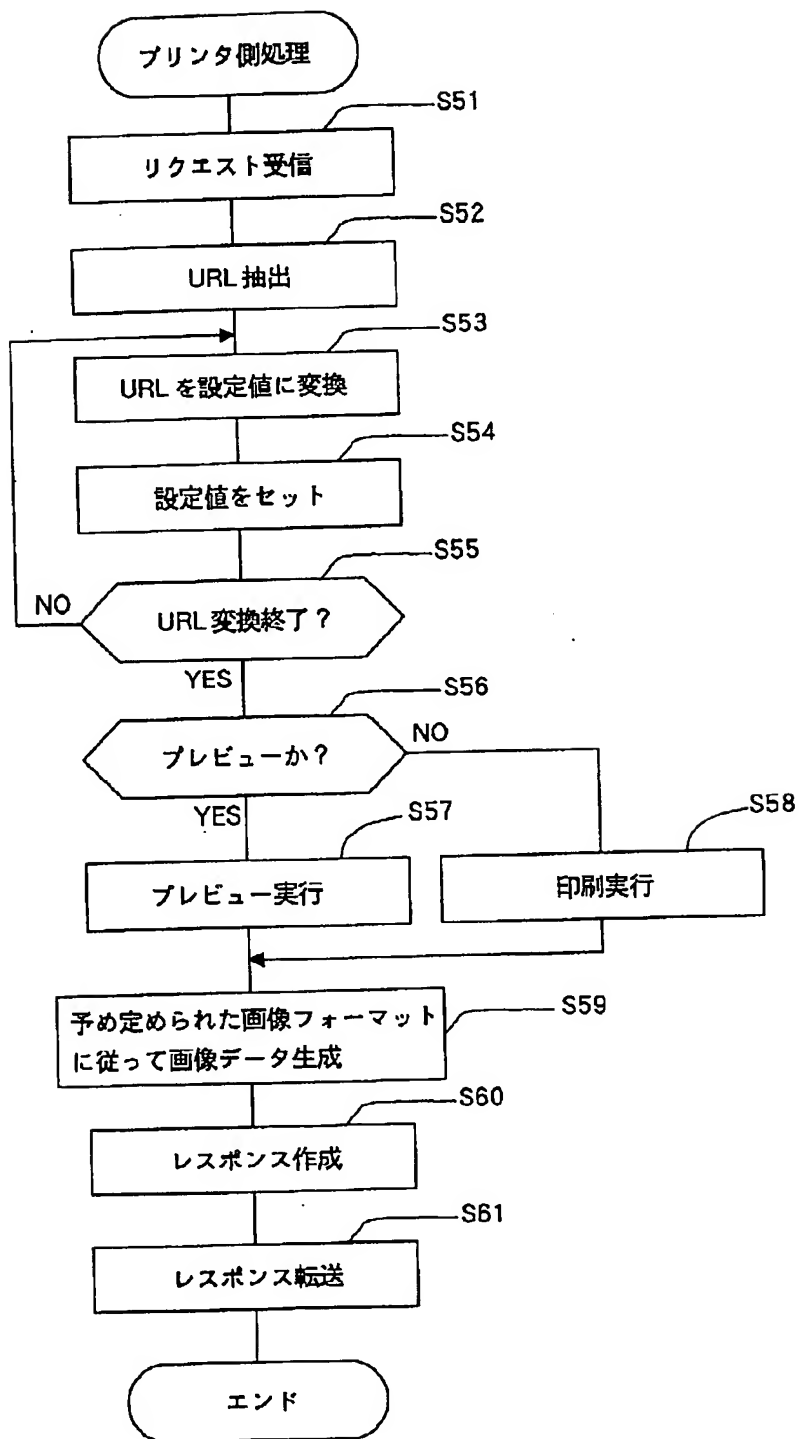 プリンタ側処理
S51
リクエスト受信
S52
URL抽出
S53
URLを設定値に変換
S54
設定値をセット
S55
NO
URL変換終了？
YES
S56
プレビューか？
NO
YES
S57
S58
プレビュー実行
印刷実行
予め定められた画像フォーマット
に従って画像データ生成
S59
S60
レスポンス作成
S61
レスポンス転送
エンド